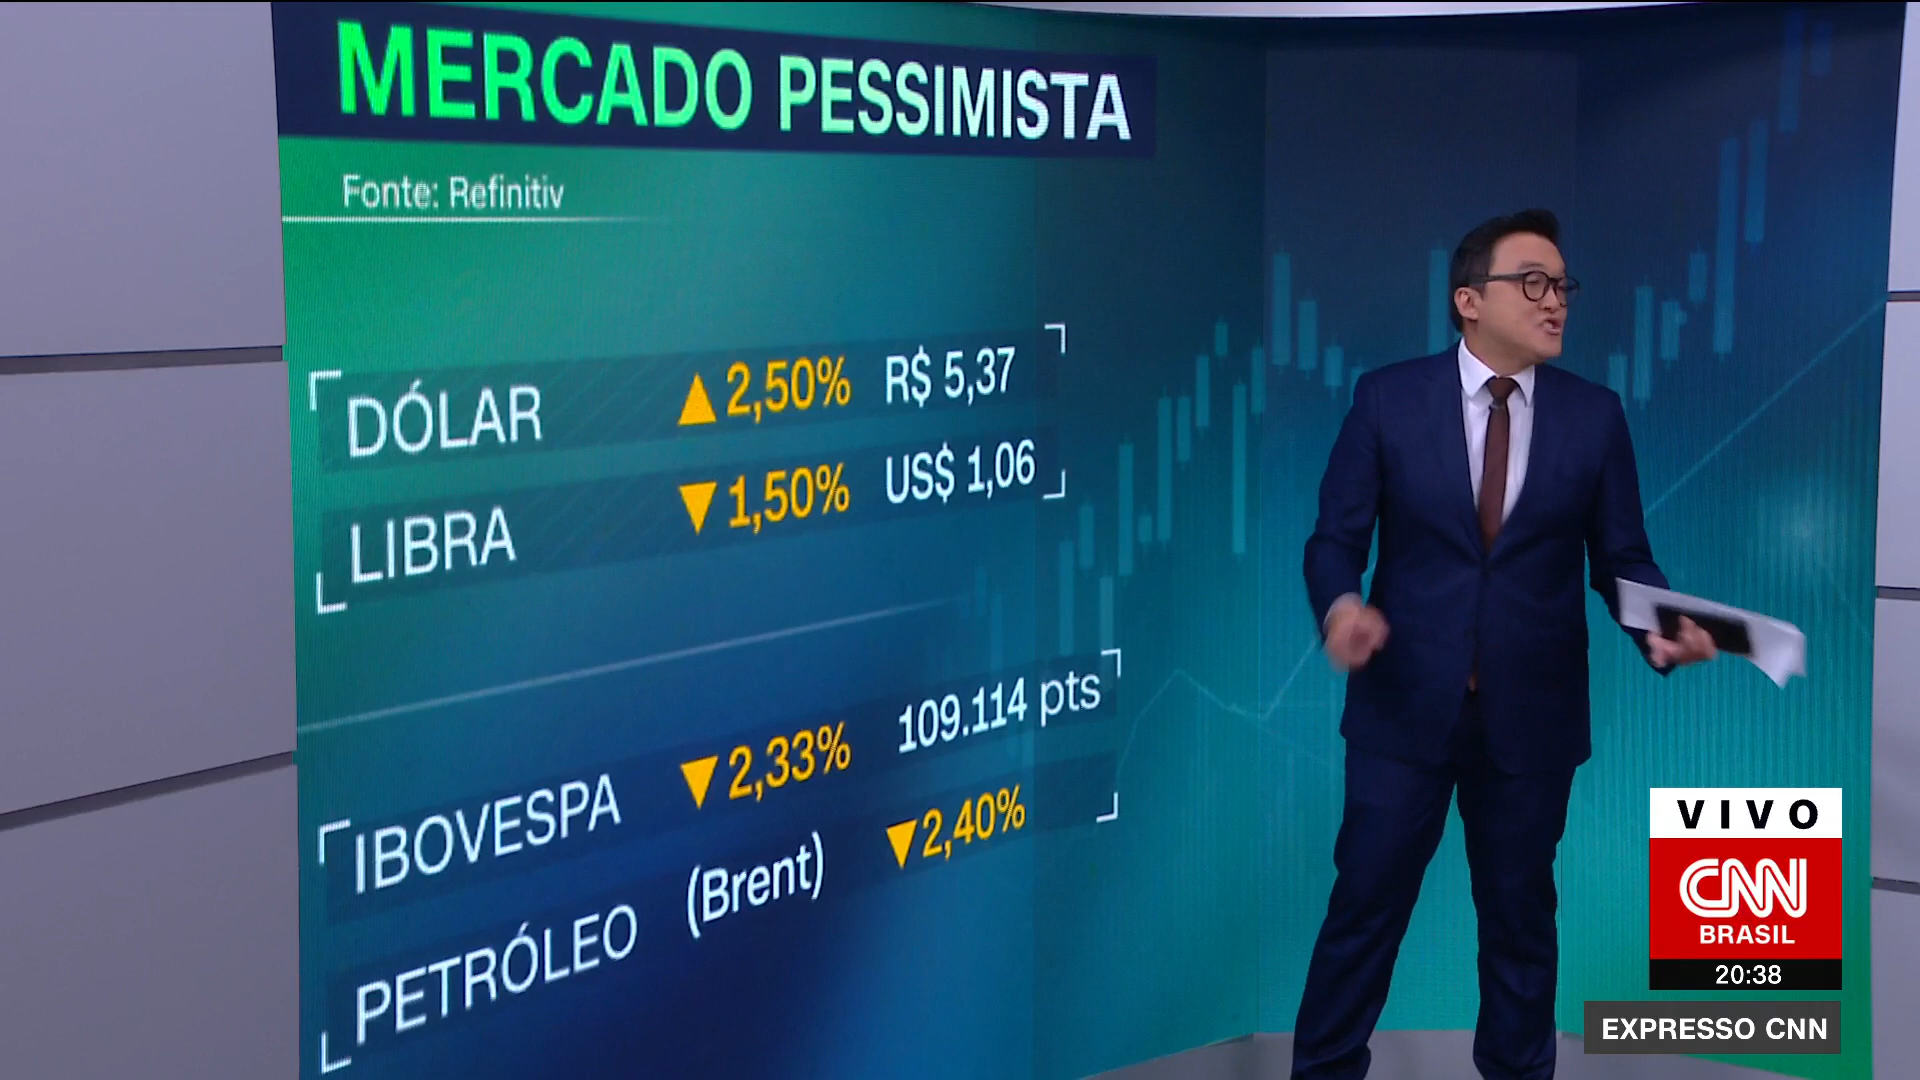 MERCADO PESSIMISTA
Fonte: Refinitiv
DÓLAR ▲2,50% R$ 5,37
LIBRA ▼1,50% US$ 1,06
IBOVESPA ▼2,33% 109.114 pts
PETRÓLEO (Brent) ▼2,40%
VIVO
CNN
BRASIL
20:38
EXPRESSO CNN